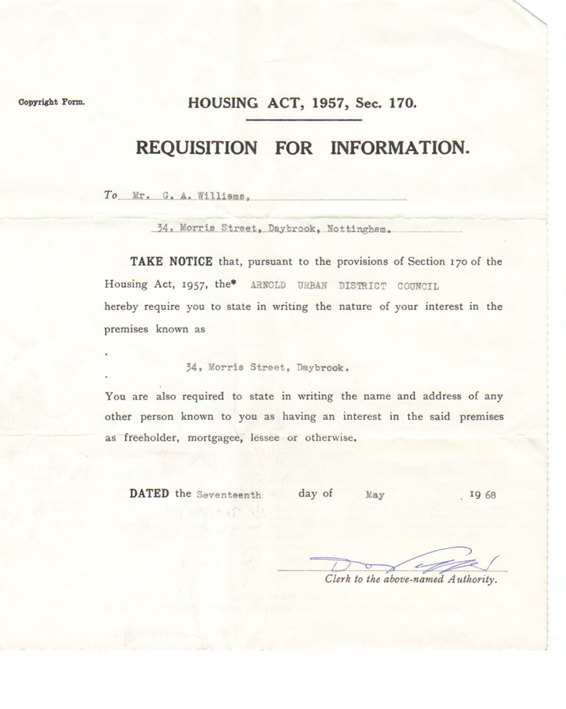 Copyright Form.
HOUSING ACT, 1957, Sec. 170.
REQUISITION FOR INFORMATION.
To Mr. G. A. Williams,
34, Morris Street, Daybrook, Nottingham.
TAKE NOTICE that, pursuant to the provisions of Section 170 of the
Housing Act, 1957, the* ARNOLD URBAN DISTRICT COUNCIL
hereby require you to state in writing the nature of your interest in the
premises known as
34, Morris Street, Daybrook.
You are also required to state in writing the name and address of any
other person known to you as having an interest in the said premises
as freeholder, mortgagee, lessee or otherwise.
DATED the Seventeenth day of May . 1968
Clerk to the above-named Authority.